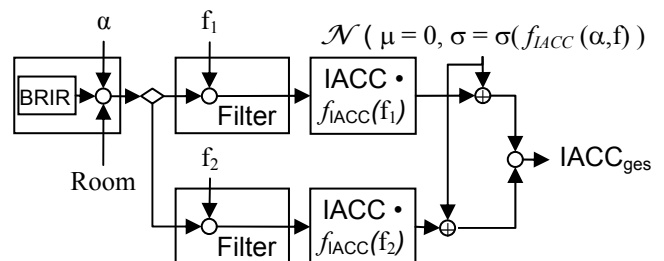 α
f₁
𝒩 ( μ = 0, σ = σ(f_IACC (α,f) )
BRIR
Filter
IACC •
f_IACC(f₁)
Room
f₂
IACC_ges
Filter
IACC •
f_IACC(f₂)